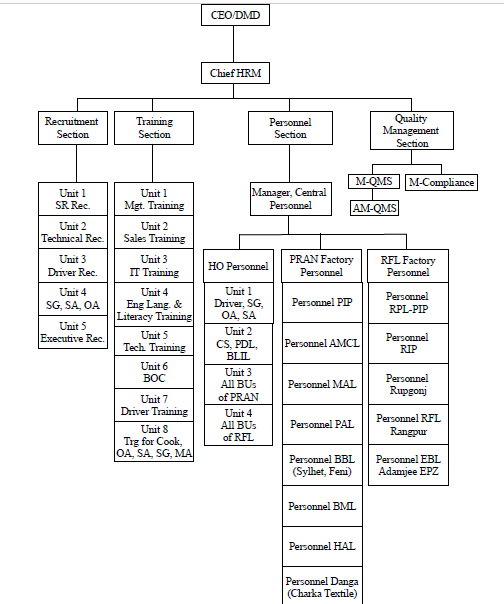 CEO/DMD
Chief HRM
Recruitment
Section
Training
Section
Personnel
Section
Quality
Management
Section
M-QMS
M-Compliance
AM-QMS
Manager, Central
Personnel
Unit 1
SR Rec.
Unit 2
Technical Rec.
Unit 3
Driver Rec.
Unit 4
SG, SA, OA
Unit 5
Executive Rec.
Unit 1
Mgt. Training
Unit 2
Sales Training
Unit 3
IT Training
Unit 4
Eng Lang. &
Literacy Training
Unit 5
Tech. Training
Unit 6
BOC
Unit 7
Driver Training
Unit 8
Trg for Cook,
OA, SA, SG, MA
HO Personnel
Unit 1
Driver, SG,
OA, SA
Unit 2
CS, PDL,
BLIL
Unit 3
All BUs
of PRAN
Unit 4
All BUs
of RFL
PRAN Factory
Personnel
Personnel PIP
Personnel AMCL
Personnel MAL
Personnel PAL
Personnel BBL
(Sylhet, Feni)
Personnel BML
Personnel HAL
Personnel Danga
(Charka Textile)
RFL Factory
Personnel
Personnel
RPL-PIP
Personnel
RIP
Personnel
Rupgonj
Personnel RFL
Rangpur
Personnel EBL
Adamjee EPZ